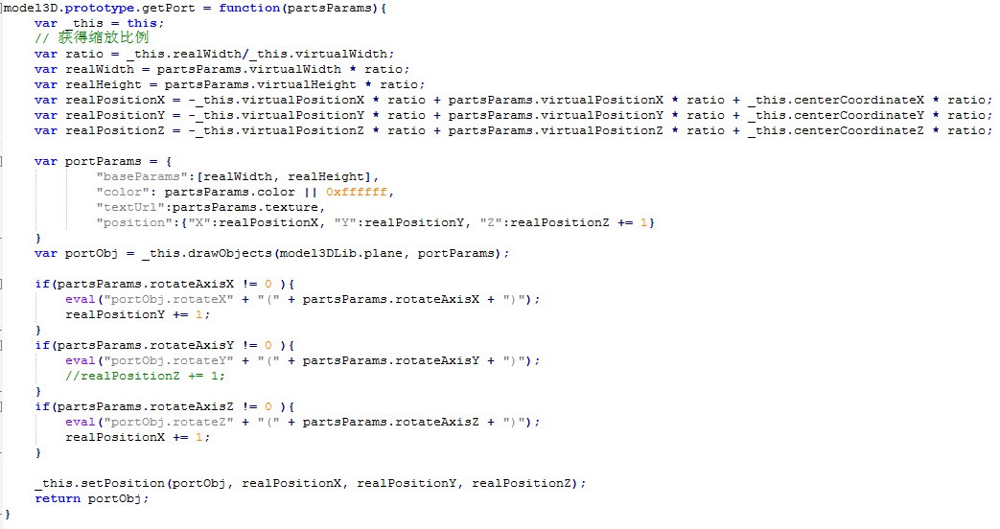 model3D.prototype.getPort = function(partsParams){
    var _this = this;
    // 获得缩放比例
    var ratio = _this.realWidth/_this.virtualWidth;
    var realWidth = partsParams.virtualWidth * ratio;
    var realHeight = partsParams.virtualHeight * ratio;
    var realPositionX = -_this.virtualPositionX * ratio + partsParams.virtualPositionX * ratio + _this.centerCoordinateX * ratio;
    var realPositionY = -_this.virtualPositionY * ratio + partsParams.virtualPositionY * ratio + _this.centerCoordinateY * ratio;
    var realPositionZ = -_this.virtualPositionZ * ratio + partsParams.virtualPositionZ * ratio + _this.centerCoordinateZ * ratio;
    var portParams = {
            "baseParams":[realWidth, realHeight],
            "color": partsParams.color || 0xffffff,
            "textUrl":partsParams.texture,
            "position":{"X":realPositionX, "Y":realPositionY, "Z":realPositionZ += 1}
    }
    var portObj = _this.drawObjects(model3DLib.plane, portParams);
    if(partsParams.rotateAxisX != 0 ){
        eval("portObj.rotateX" + "(" + partsParams.rotateAxisX + ")");
        realPositionY += 1;
    }
    if(partsParams.rotateAxisY != 0 ){
        eval("portObj.rotateY" + "(" + partsParams.rotateAxisY + ")");
        //realPositionZ += 1;
    }
    if(partsParams.rotateAxisZ != 0 ){
        eval("portObj.rotateZ" + "(" + partsParams.rotateAxisZ + ")");
        realPositionX += 1;
    }
    _this.setPosition(portObj, realPositionX, realPositionY, realPositionZ);
    return portObj;
}